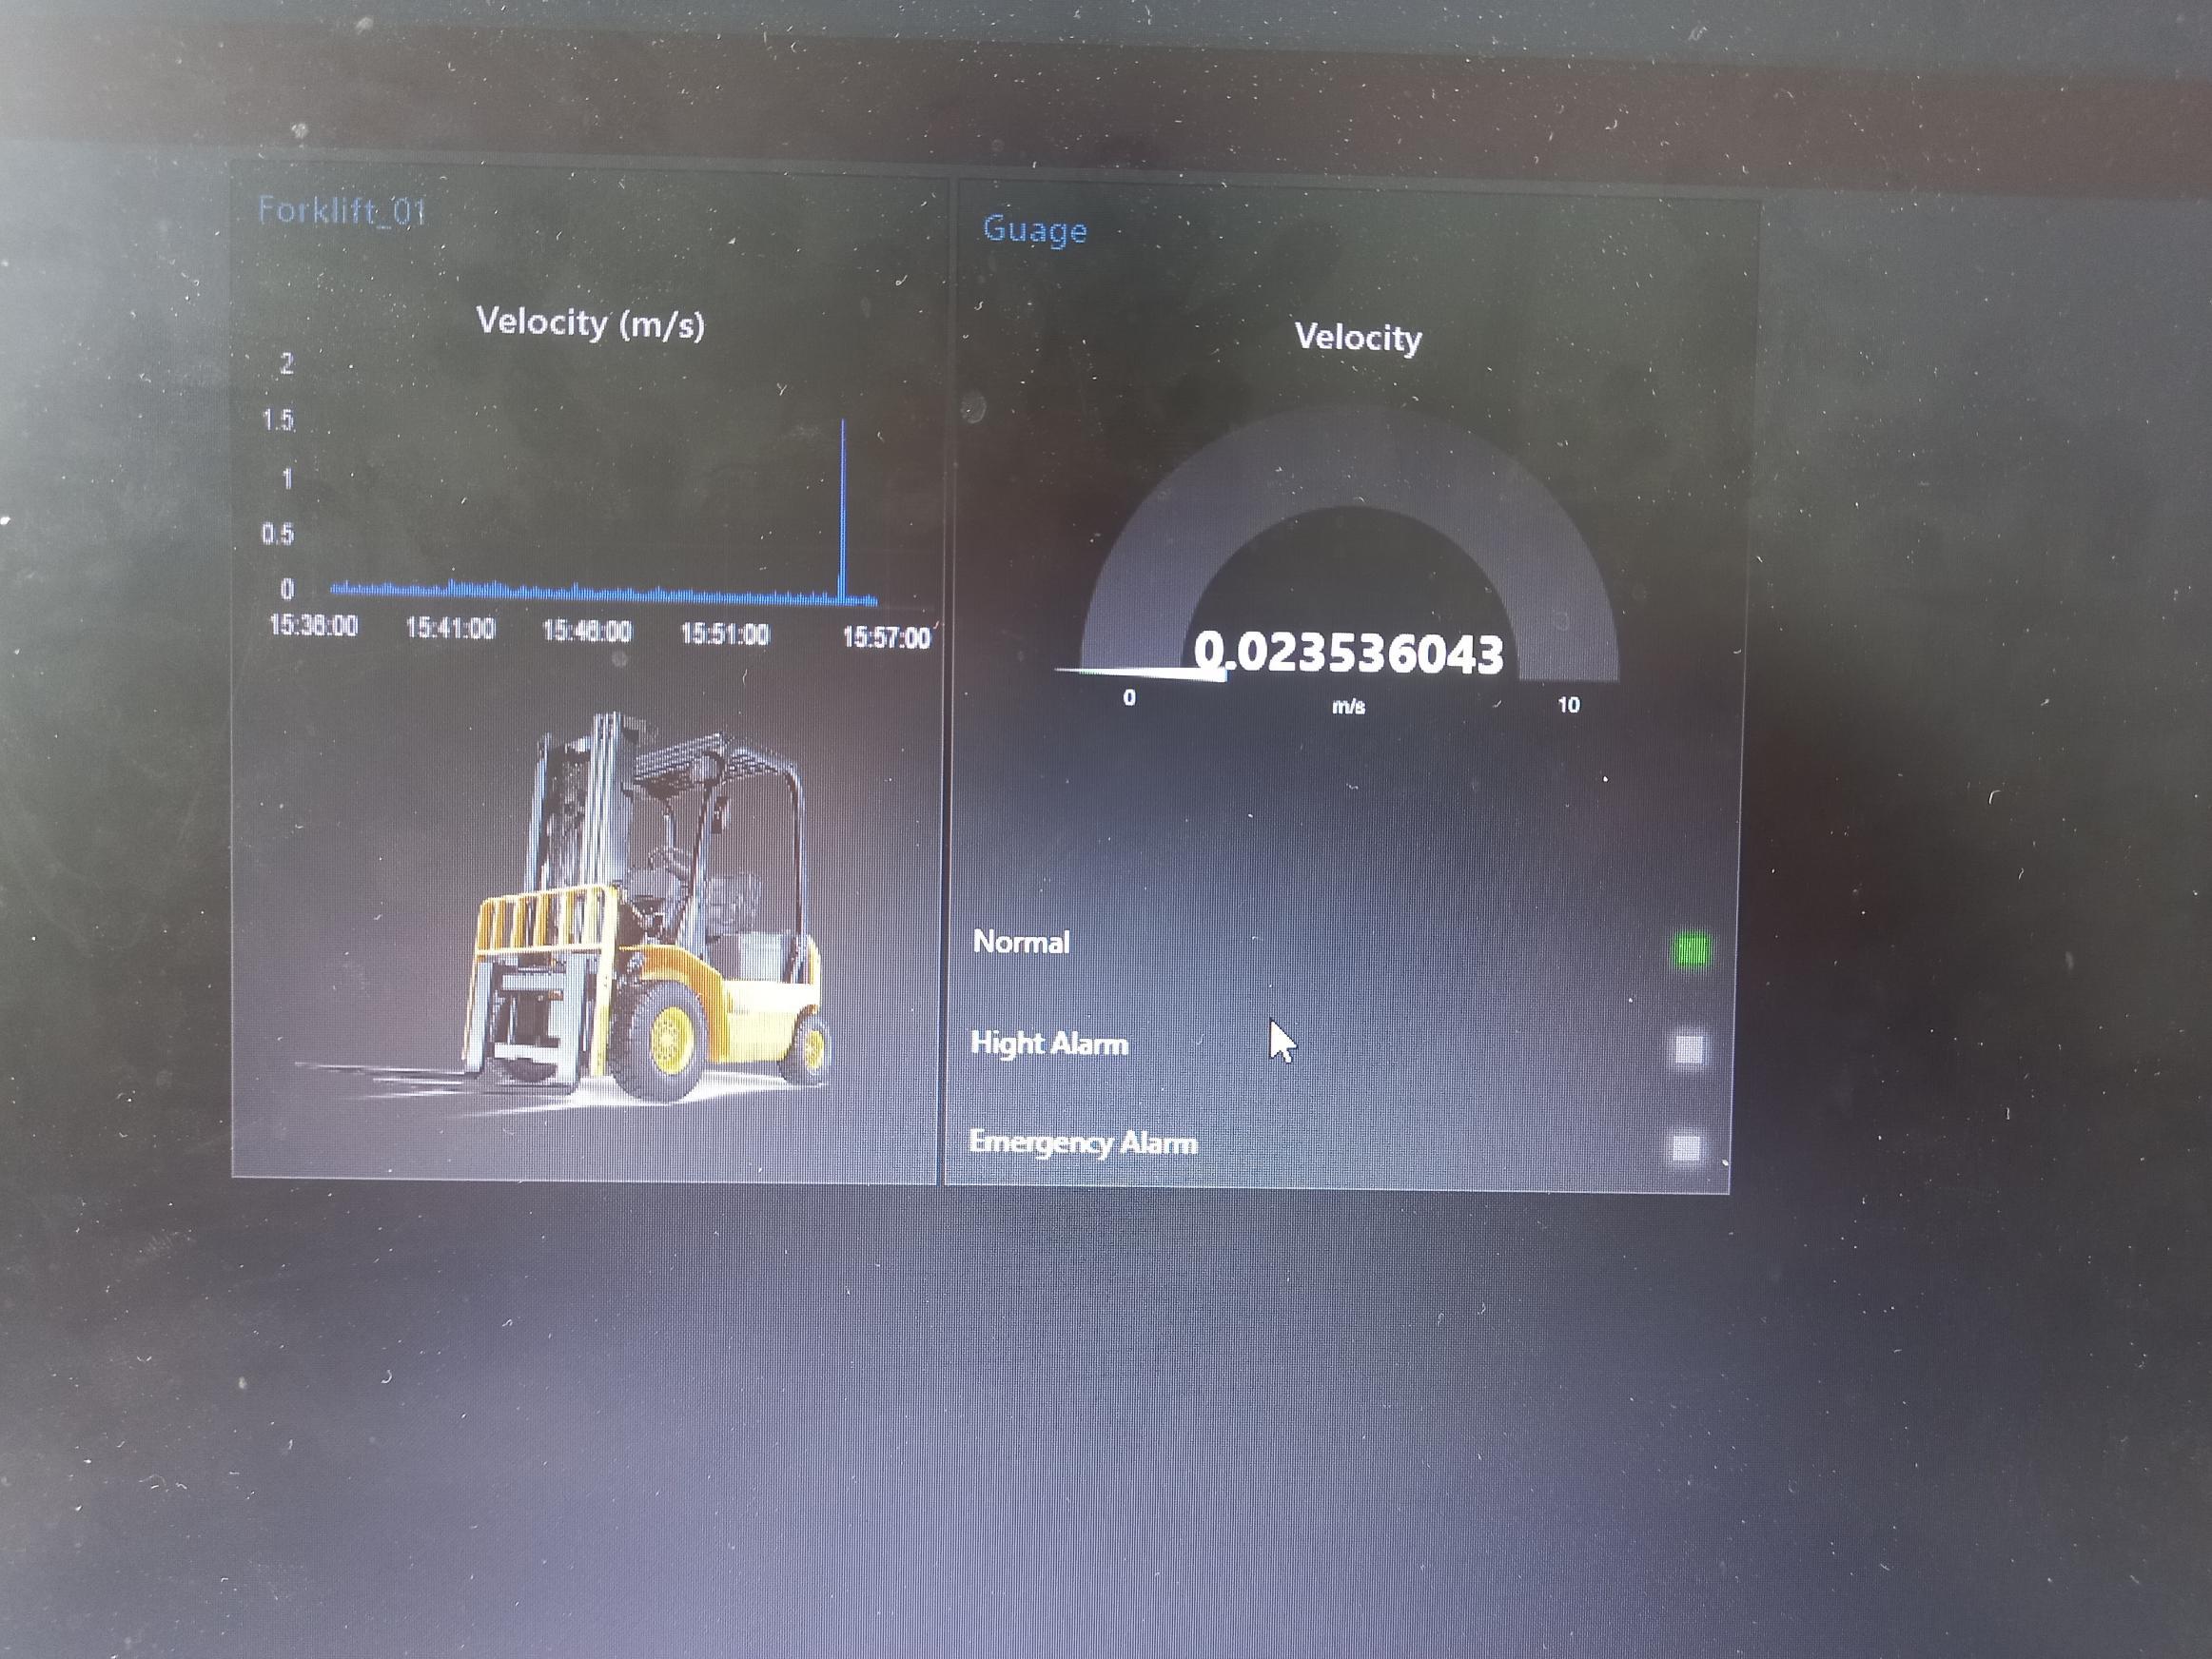 Forklift_01
Velocity (m/s)
2
1.5
1
0.5
0
15:36:00 15:41:00 15:46:00 15:51:00 15:57:00
Guage
Velocity
0.023536043
0 m/s 10
Normal
Hight Alarm
Emergency Alarm